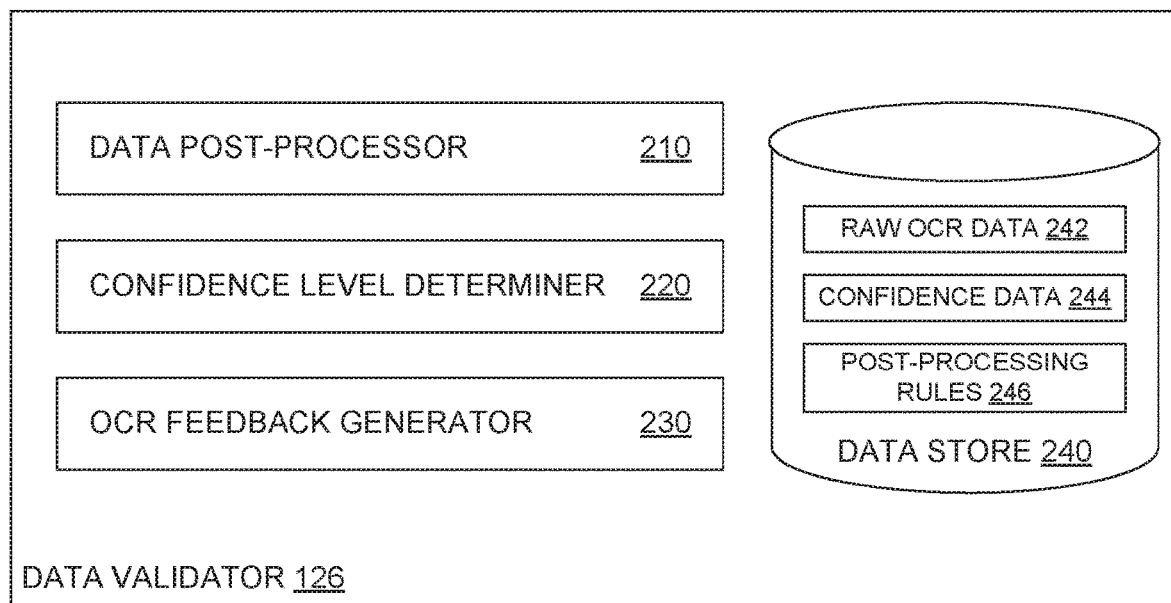 DATA POST-PROCESSOR 210
CONFIDENCE LEVEL DETERMINER 220
OCR FEEDBACK GENERATOR 230
RAW OCR DATA 242
CONFIDENCE DATA 244
POST-PROCESSING
RULES 246
DATA STORE 240
DATA VALIDATOR 126